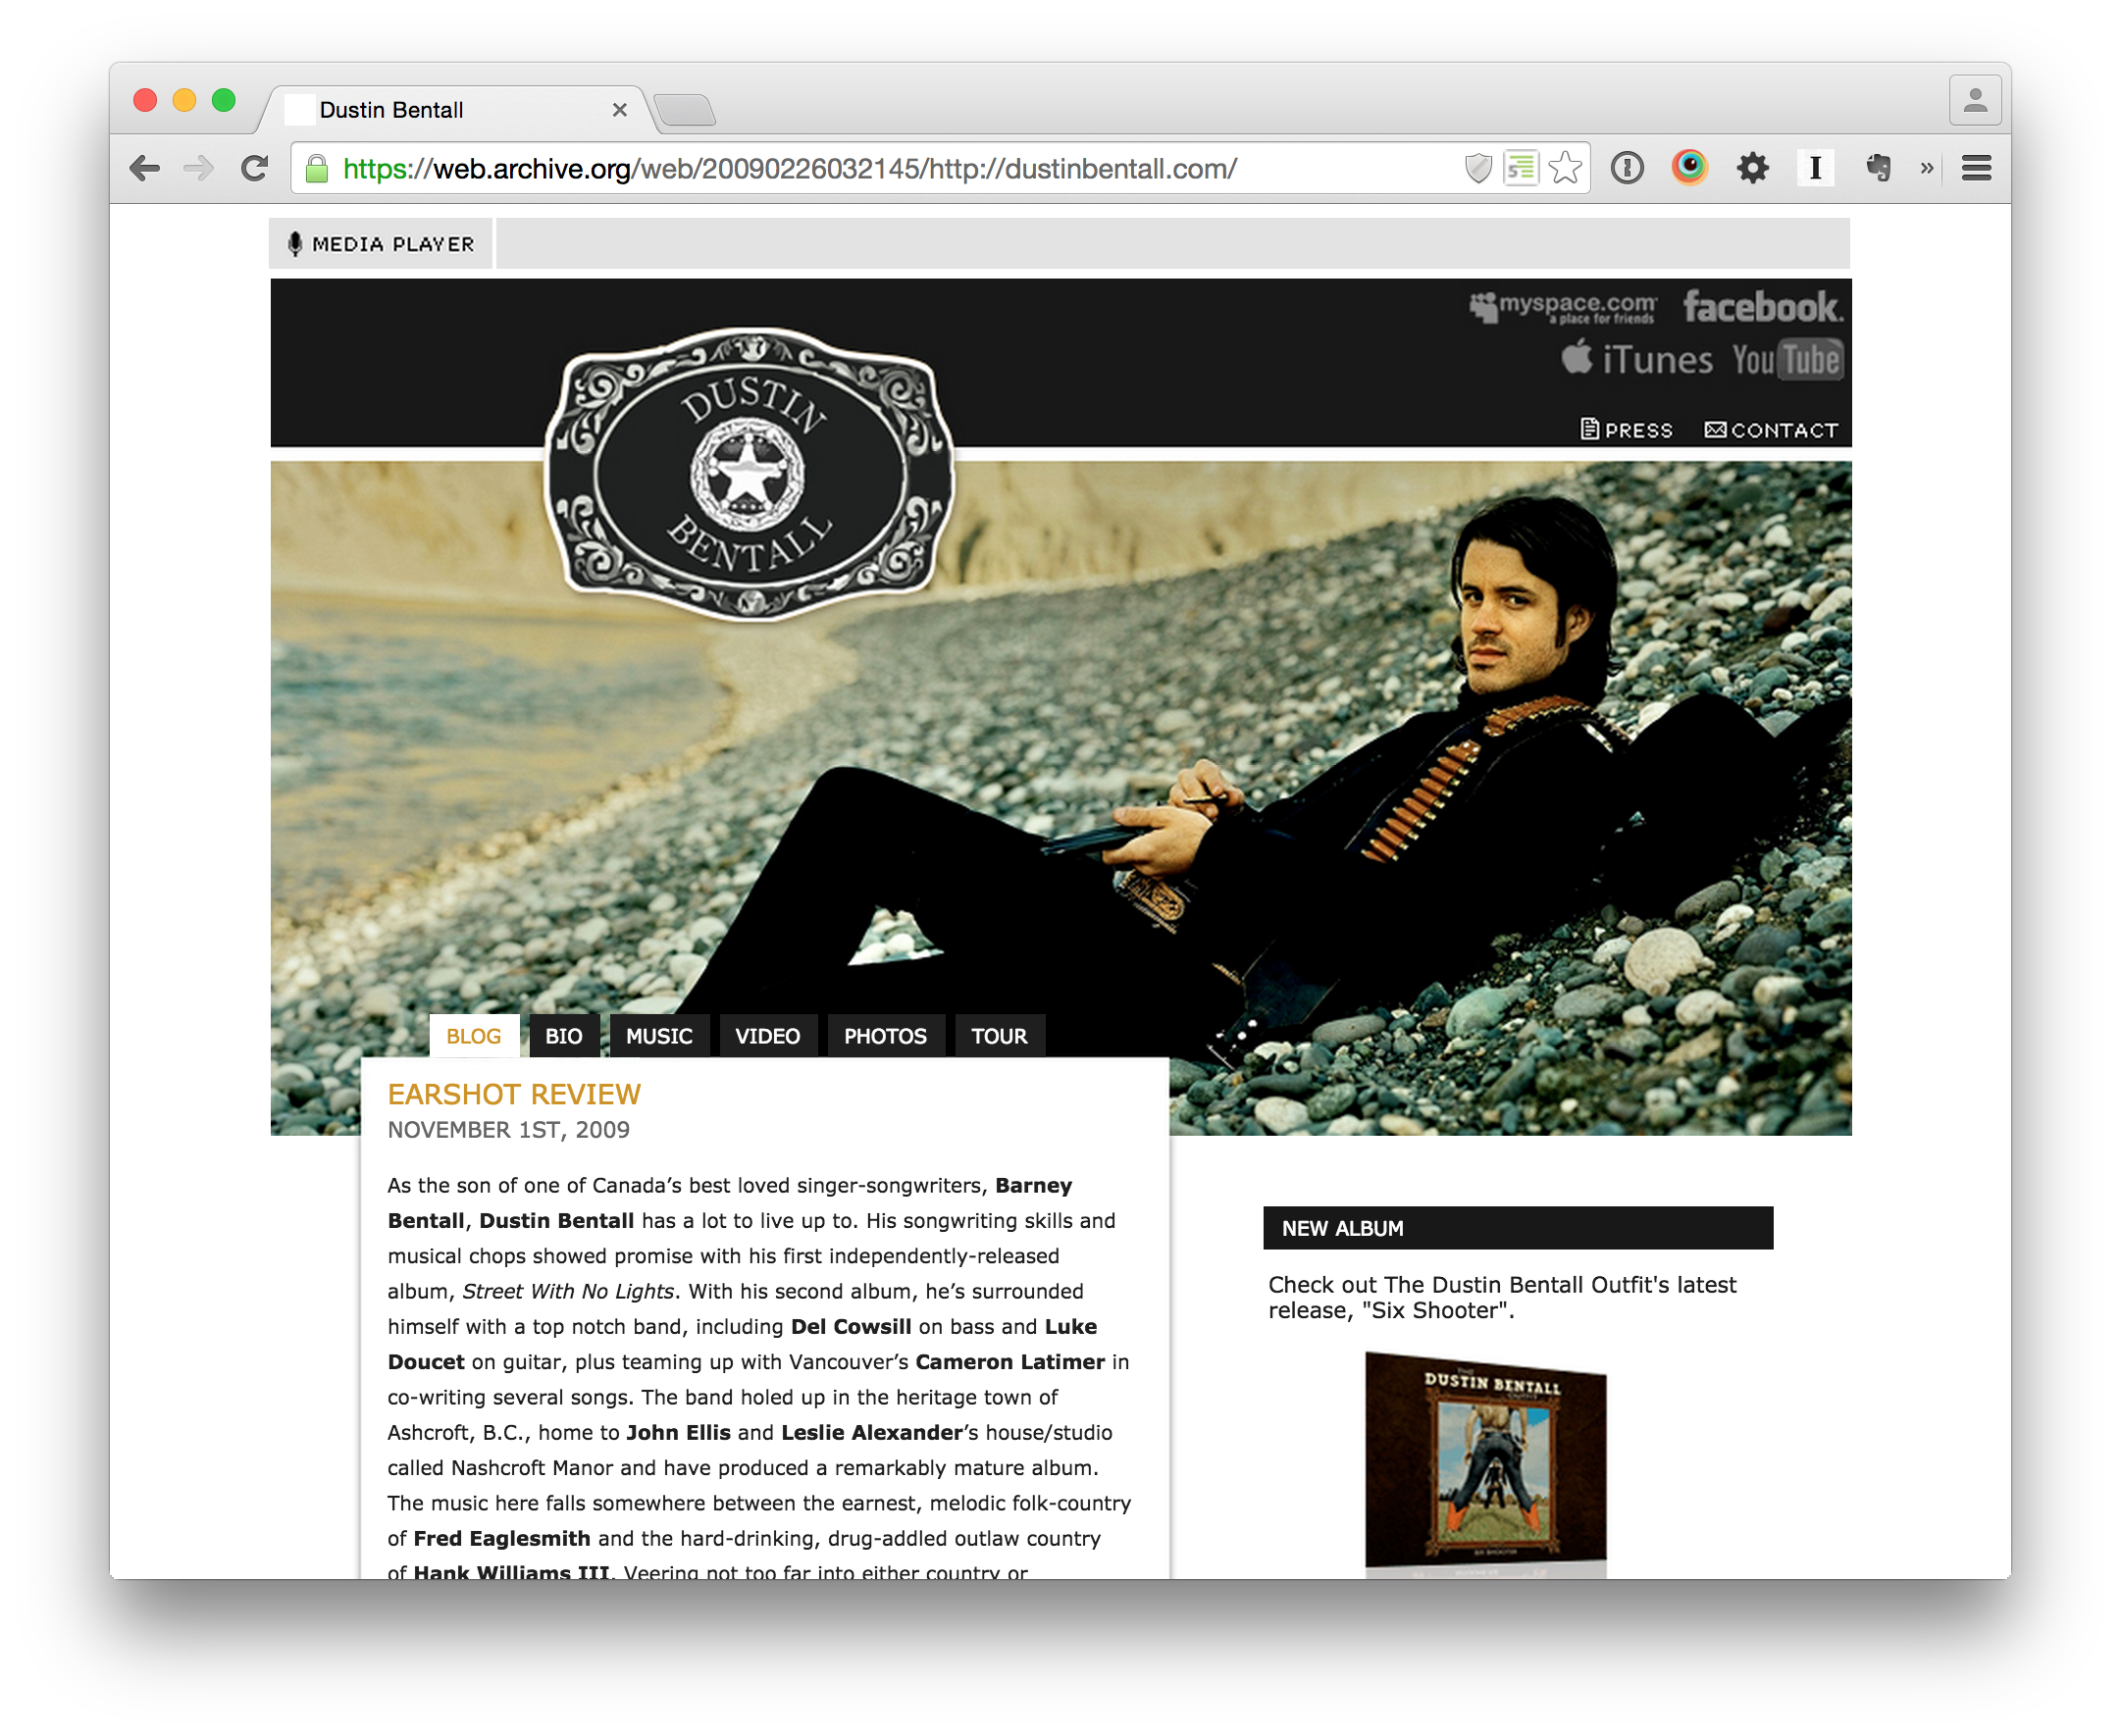 Dustin Bentall
https://web.archive.org/web/20090226032145/http://dustinbentall.com/
MEDIA PLAYER
myspace.com
a place for friends
facebook.
iTunes YouTube
PRESS CONTACT
DUSTIN
BENTALL
BLOG BIO MUSIC VIDEO PHOTOS TOUR
EARSHOT REVIEW
NOVEMBER 1ST, 2009
As the son of one of Canada’s best loved singer-songwriters, Barney
Bentall, Dustin Bentall has a lot to live up to. His songwriting skills and
musical chops showed promise with his first independently-released
album, Street With No Lights. With his second album, he’s surrounded
himself with a top notch band, including Del Cowsill on bass and Luke
Doucet on guitar, plus teaming up with Vancouver’s Cameron Latimer in
co-writing several songs. The band holed up in the heritage town of
Ashcroft, B.C., home to John Ellis and Leslie Alexander’s house/studio
called Nashcroft Manor and have produced a remarkably mature album.
The music here falls somewhere between the earnest, melodic folk-country
of Fred Eaglesmith and the hard-drinking, drug-addled outlaw country
of Hank Williams III. Veering not too far into either country or
NEW ALBUM
Check out The Dustin Bentall Outfit's latest
release, "Six Shooter".
THE
DUSTIN BENTALL
OUTFIT
SIX SHOOTER